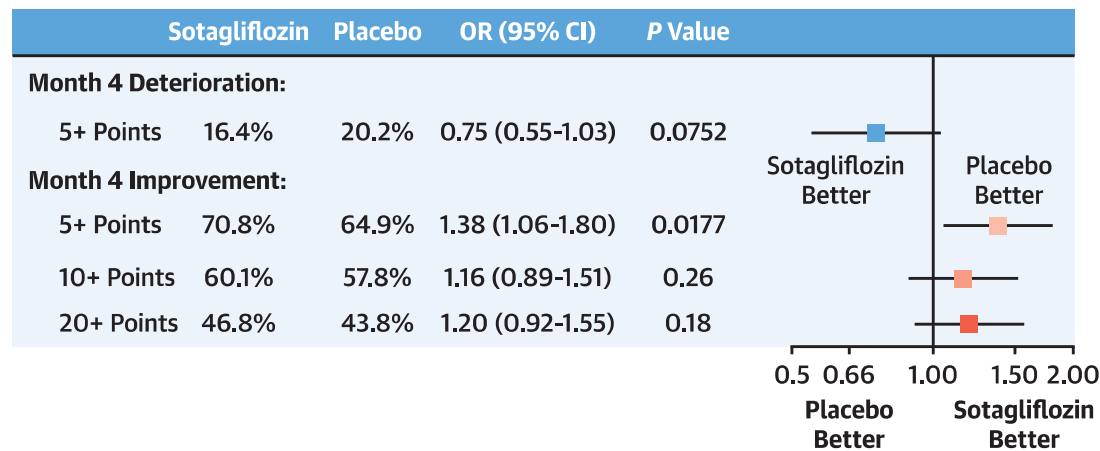 Sotagliflozin Placebo OR (95% CI) P Value
Month 4 Deterioration:
5+ Points 16.4% 20.2% 0.75 (0.55-1.03) 0.0752
Sotagliflozin Better
Placebo Better
Month 4 Improvement:
5+ Points 70.8% 64.9% 1.38 (1.06-1.80) 0.0177
10+ Points 60.1% 57.8% 1.16 (0.89-1.51) 0.26
20+ Points 46.8% 43.8% 1.20 (0.92-1.55) 0.18
0.5 0.66 1.00 1.50 2.00
Placebo Better
Sotagliflozin Better